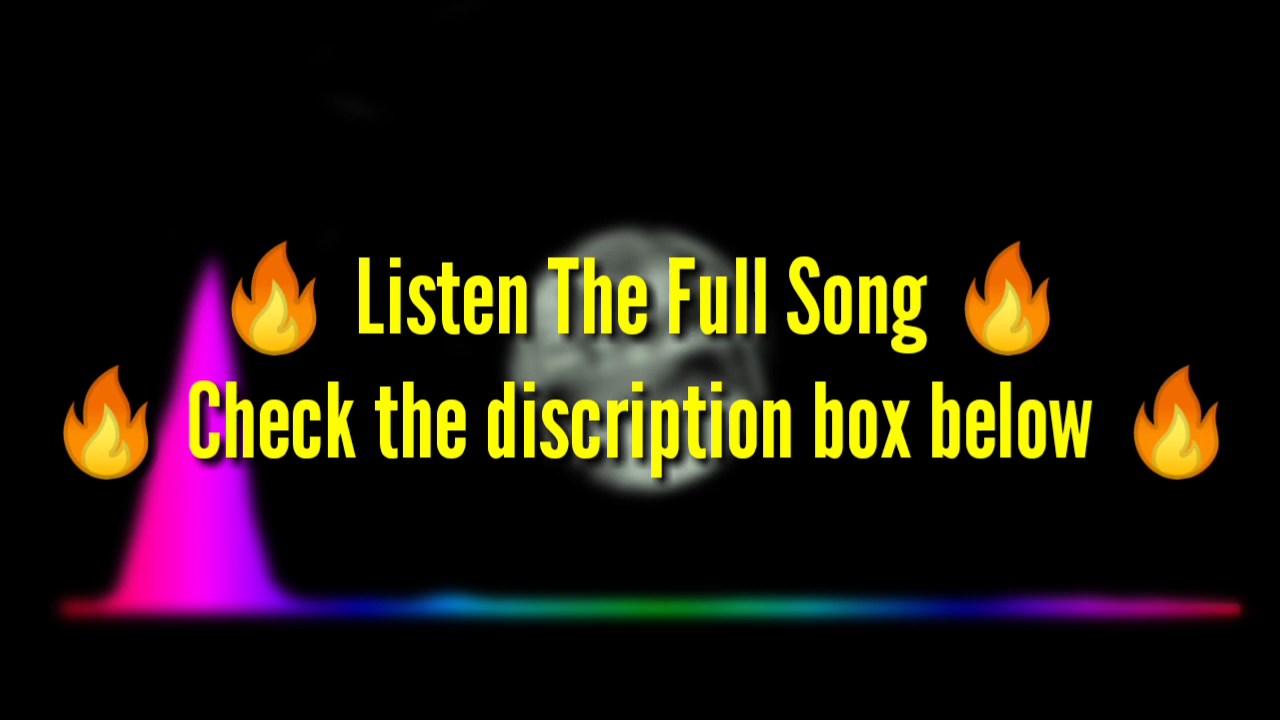 🔥 Listen The Full Song 🔥
🔥 Check the discription box below 🔥